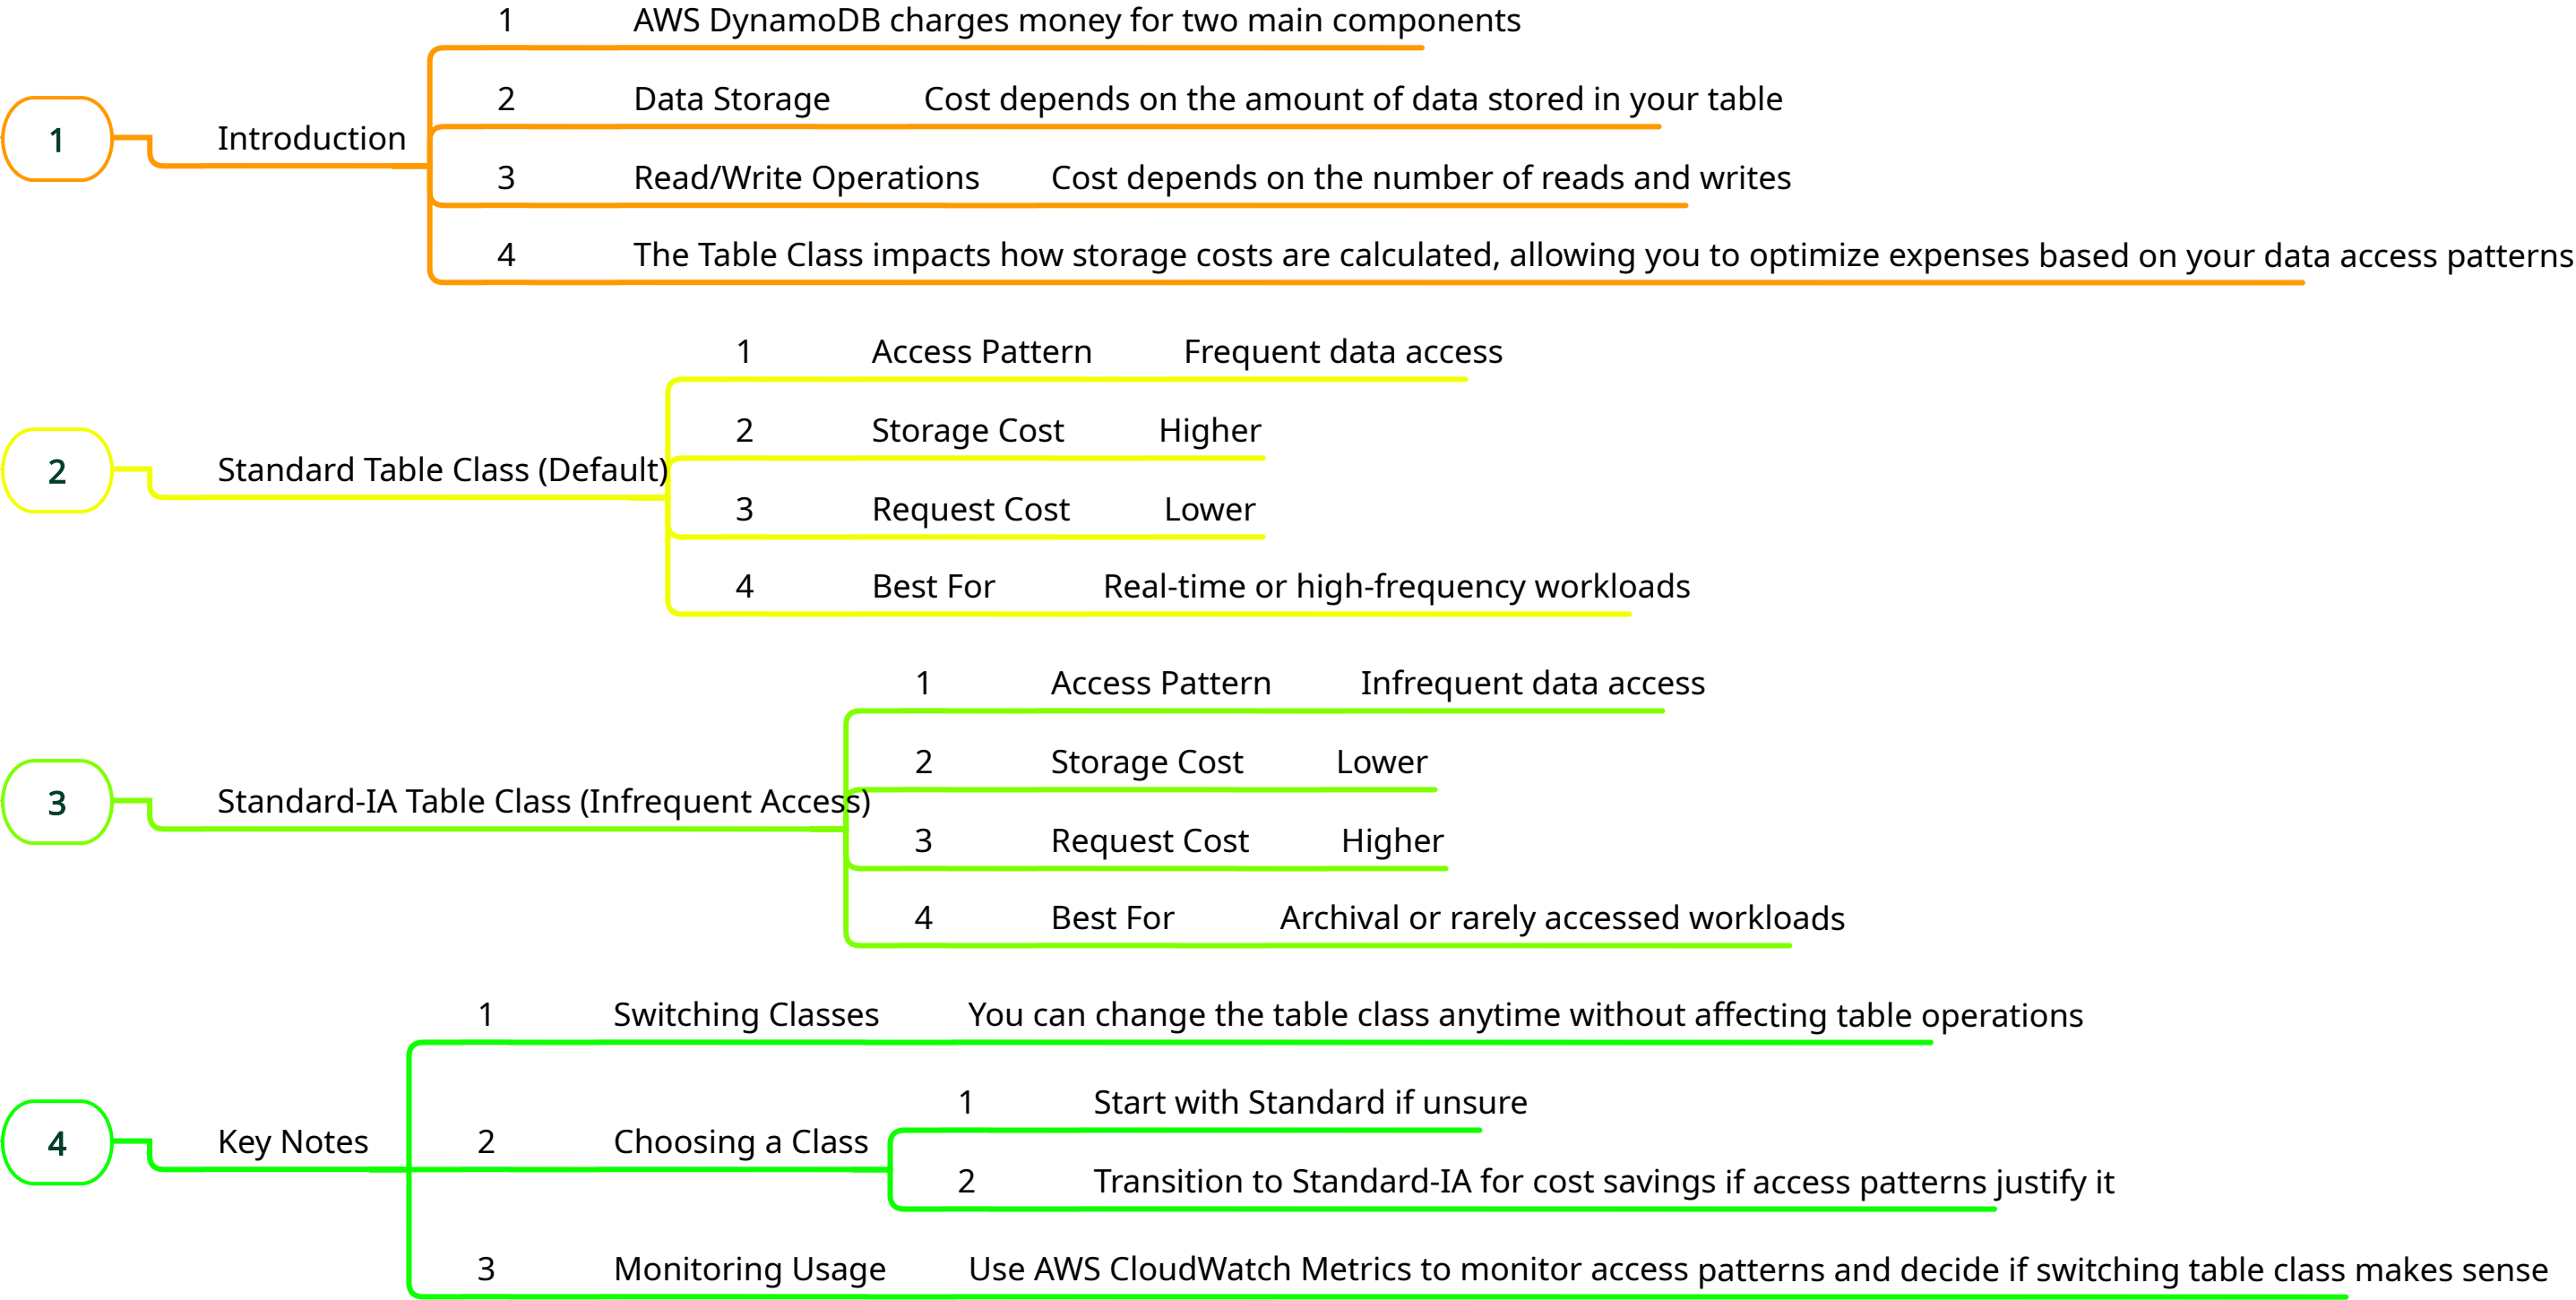 1 AWS DynamoDB charges money for two main components
2 Data Storage Cost depends on the amount of data stored in your table
1 Introduction
3 Read/Write Operations Cost depends on the number of reads and writes
4 The Table Class impacts how storage costs are calculated, allowing you to optimize expenses based on your data access patterns
1 Access Pattern Frequent data access
2 Storage Cost Higher
2 Standard Table Class (Default)
3 Request Cost Lower
4 Best For Real-time or high-frequency workloads
1 Access Pattern Infrequent data access
2 Storage Cost Lower
3 Standard-IA Table Class (Infrequent Access)
3 Request Cost Higher
4 Best For Archival or rarely accessed workloads
1 Switching Classes You can change the table class anytime without affecting table operations
1 Start with Standard if unsure
4 Key Notes 2 Choosing a Class
2 Transition to Standard-IA for cost savings if access patterns justify it
3 Monitoring Usage Use AWS CloudWatch Metrics to monitor access patterns and decide if switching table class makes sense